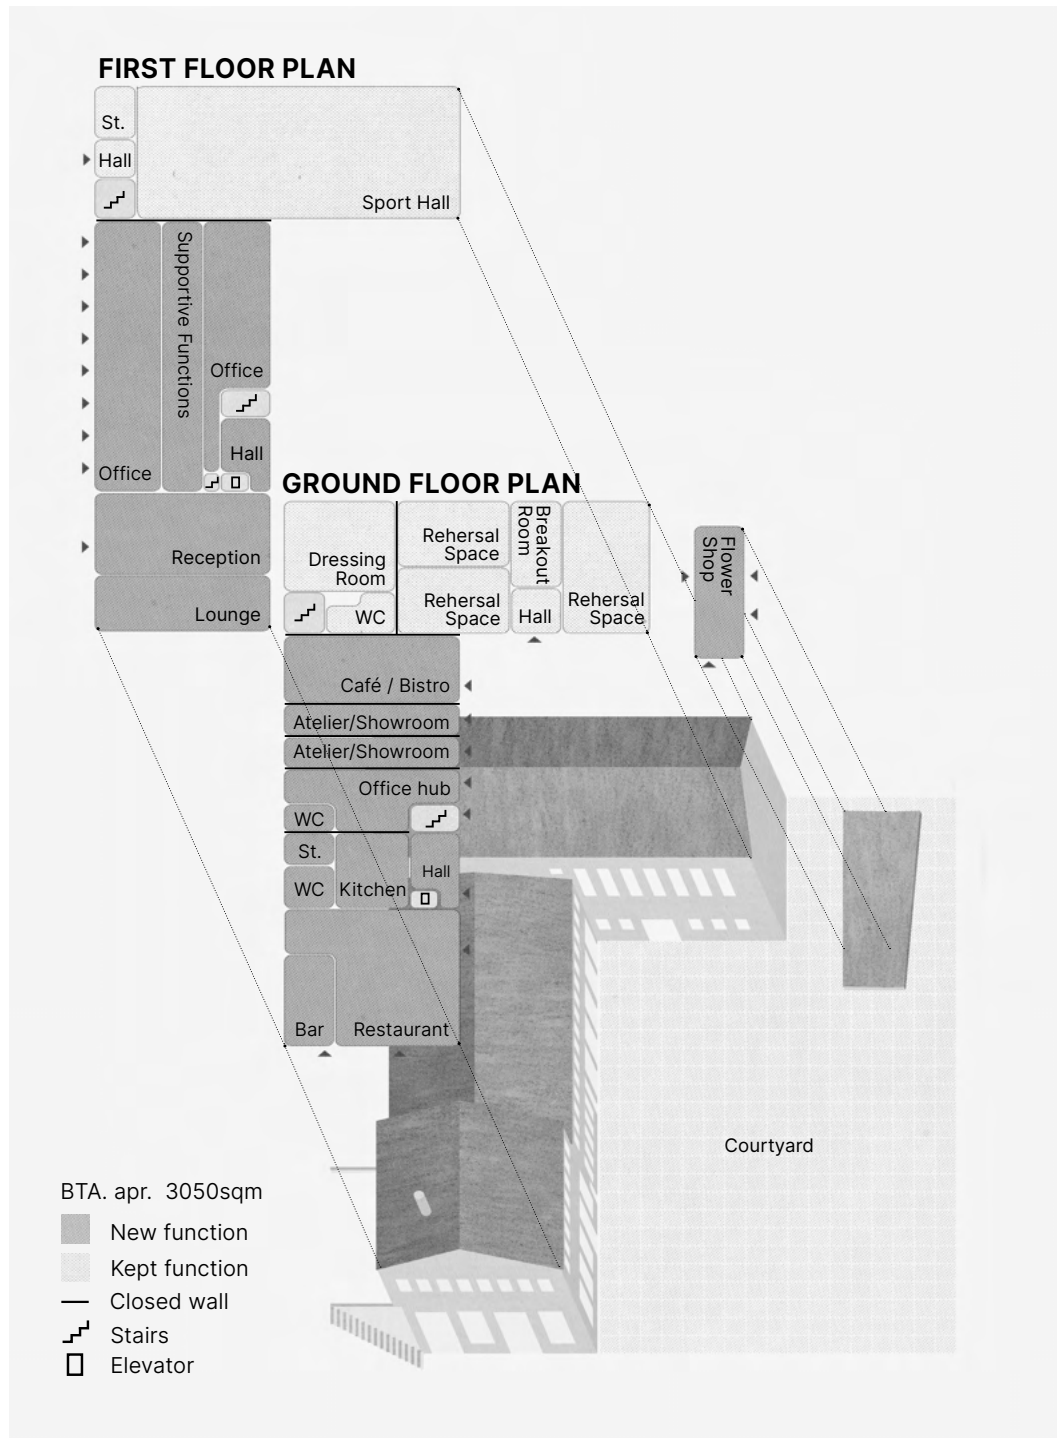 FIRST FLOOR PLAN
St.
Hall
Sport Hall
Supportive Functions
Office
Hall
Office
Reception
Lounge
GROUND FLOOR PLAN
Dressing
Room
WC
Rehersal
Space
Rehersal
Space
Breakout
Room
Hall
Rehersal
Space
Flower
Shop
Café / Bistro
Atelier/Showroom
Atelier/Showroom
Office hub
WC
St.
WC
Kitchen
Hall
Bar
Restaurant
Courtyard
BTA. apr. 3050sqm
New function
Kept function
Closed wall
Stairs
Elevator